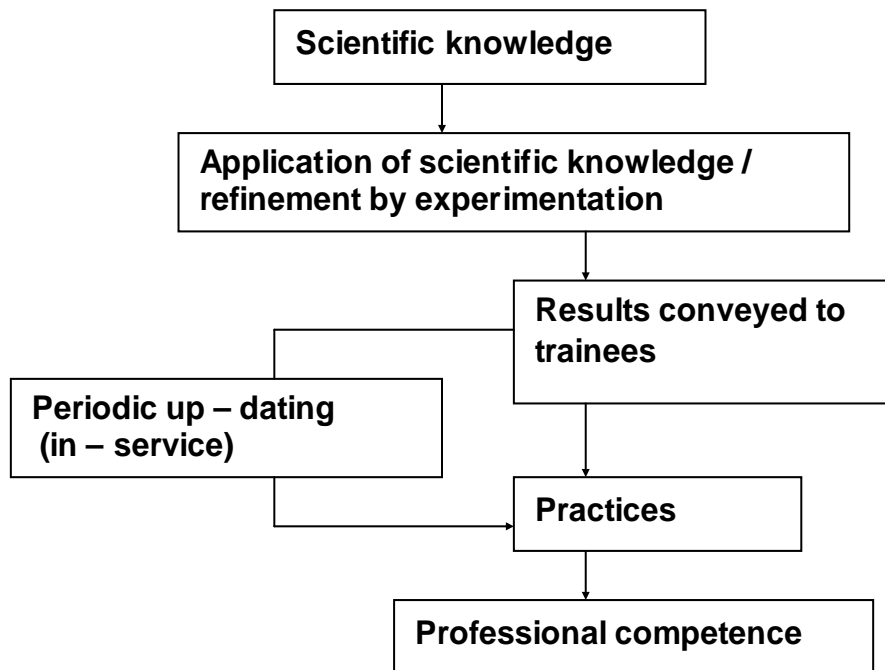 Scientific knowledge
Application of scientific knowledge /
refinement by experimentation
Results conveyed to
trainees
Periodic up – dating
(in – service)
Practices
Professional competence